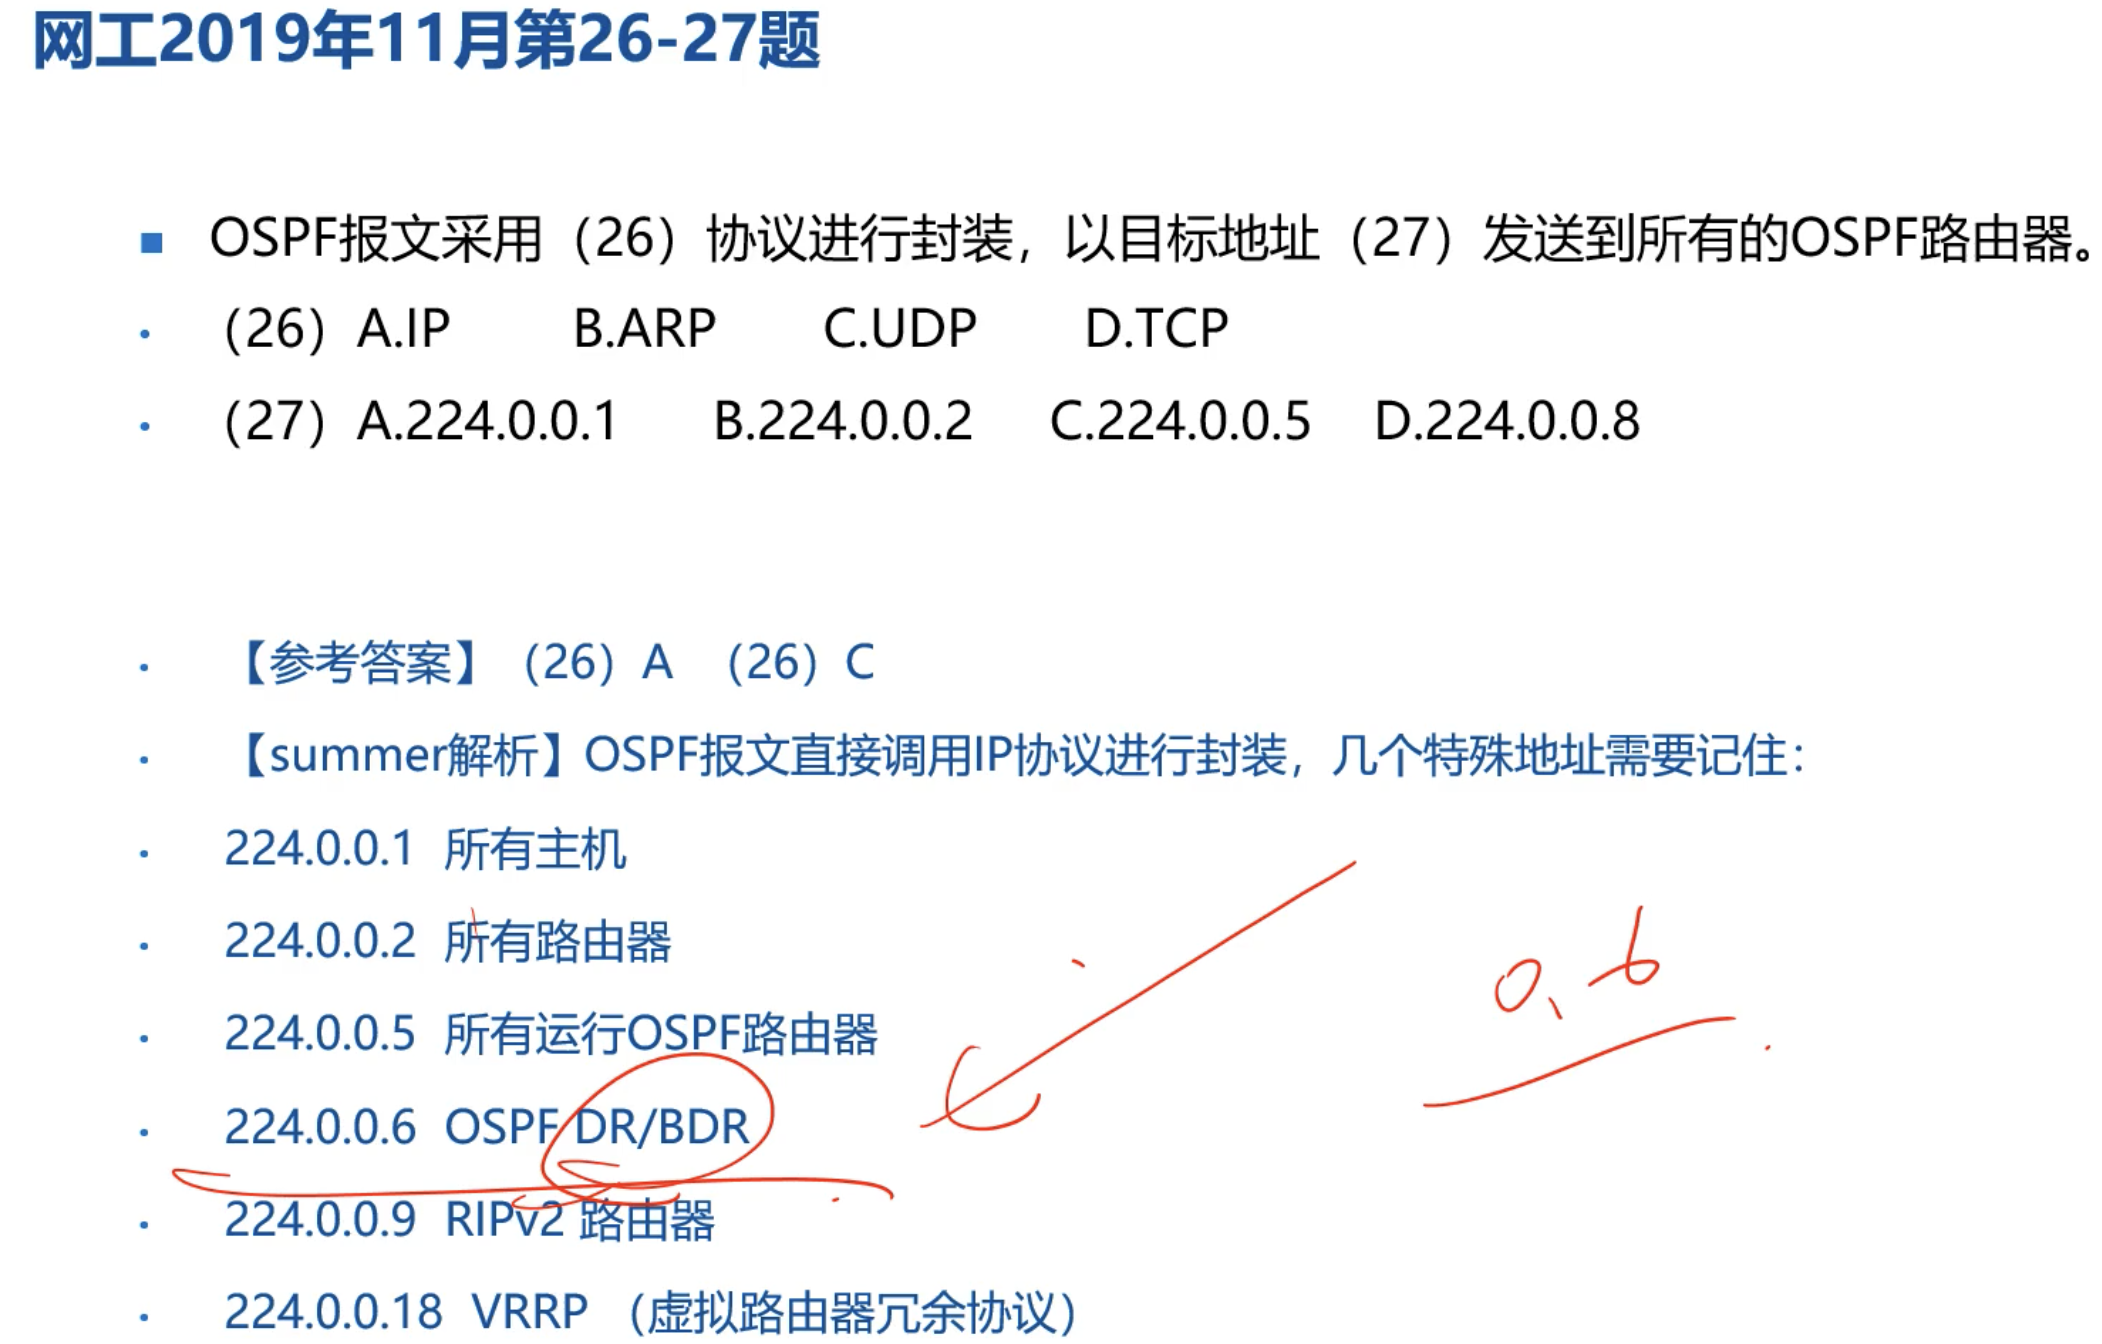 网工2019年11月第26-27题
■ OSPF报文采用（26）协议进行封装，以目标地址（27）发送到所有的OSPF路由器。
• （26）A.IP B.ARP C.UDP D.TCP
• （27）A.224.0.0.1 B.224.0.0.2 C.224.0.0.5 D.224.0.0.8
• 【参考答案】（26）A （26）C
• 【summer解析】OSPF报文直接调用IP协议进行封装，几个特殊地址需要记住：
• 224.0.0.1 所有主机
• 224.0.0.2 所有路由器
• 224.0.0.5 所有运行OSPF路由器
• 224.0.0.6 OSPF DR/BDR
• 224.0.0.9 RIPv2 路由器
• 224.0.0.18 VRRP （虚拟路由器冗余协议）